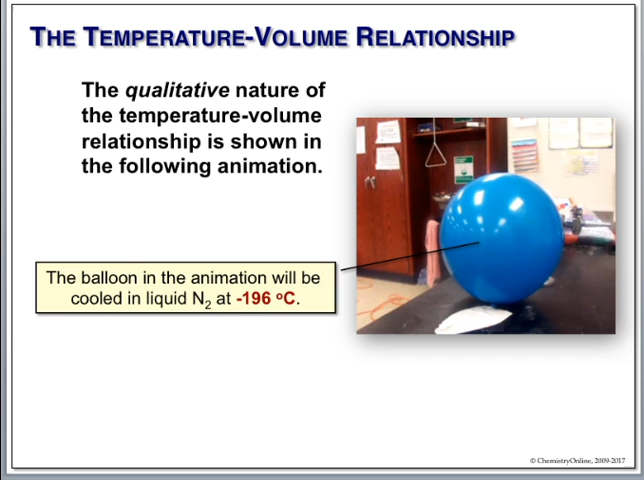 THE TEMPERATURE-VOLUME RELATIONSHIP
The qualitative nature of
the temperature-volume
relationship is shown in
the following animation.
The balloon in the animation will be
cooled in liquid N₂ at -196 ᵒC.
© ChemistryOnline, 2009-2017